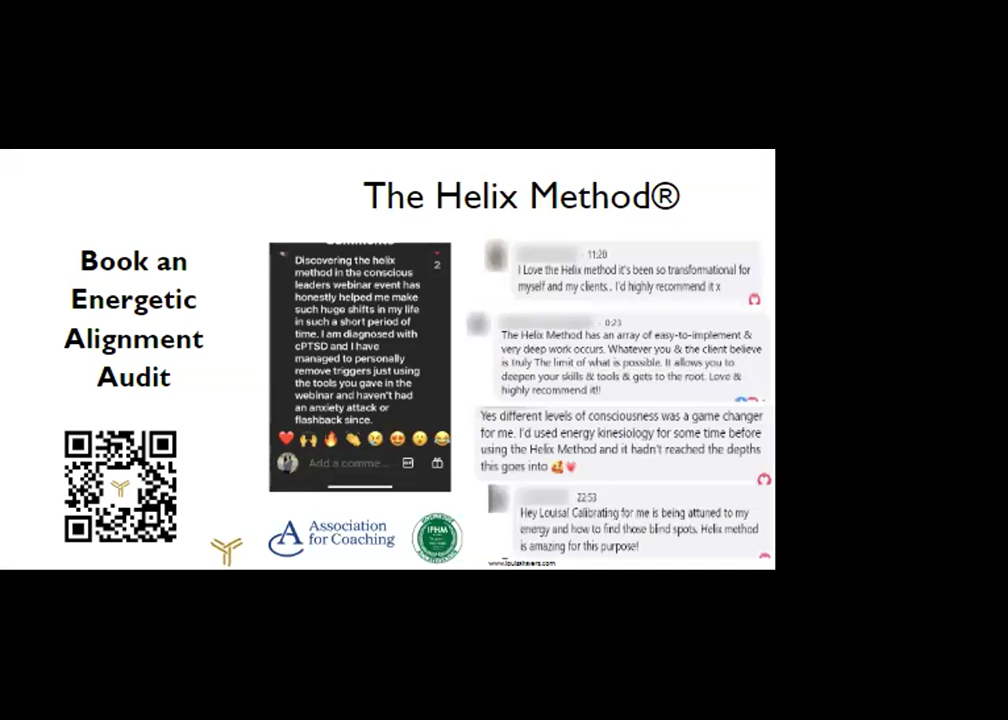 The Helix Method®
Book an
Energetic
Alignment
Audit
Discovering the helix
method in the conscious
leaders webinar event has
honestly helped me make
such huge shifts in my life
in such a short period of
time. I am diagnosed with
cPTSD and I have
managed to personally
remove triggers just using
the tools you gave in the
webinar and haven't had
an anxiety attack or
flashback since.
2
Add a comme...
11:20
I Love the Helix method it's been so transformational for
myself and my clients.. I'd highly recommend it x
0:23
The Helix Method has an array of easy-to-implement &
very deep work occurs. Whatever you & the client believe
is truly The limit of what is possible. It allows you to
deepen your skills & tools & gets to the root. Love &
highly recommend it!!
Yes different levels of consciousness was a game changer
for me. I'd used energy kinesiology for some time before
using the Helix Method and it hadn't reached the depths
this goes into 🥰💗
22:53
Hey Louisa! Calibrating for me is being attuned to my
energy and how to find those blind spots. Helix method
is amazing for this purpose!
Association
for Coaching
IPHM
www.louisahavers.com